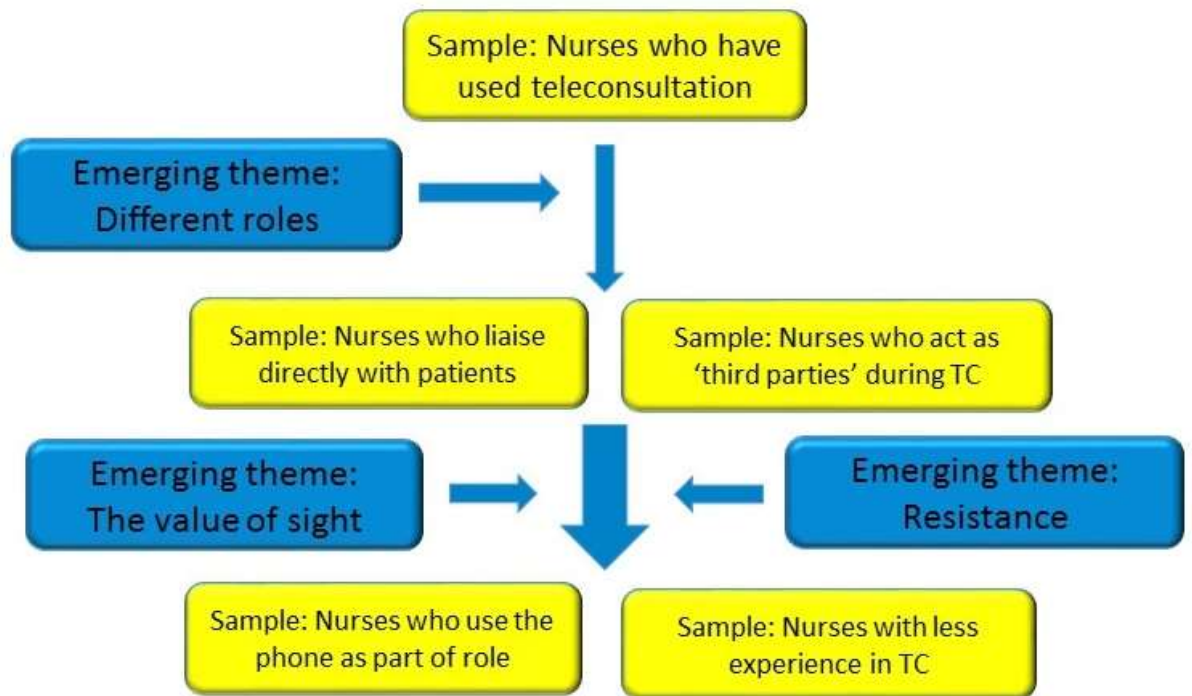 Sample: Nurses who have
used teleconsultation
Emerging theme:
Different roles
Sample: Nurses who liaise
directly with patients
Sample: Nurses who act as
‘third parties’ during TC
Emerging theme:
The value of sight
Emerging theme:
Resistance
Sample: Nurses who use the
phone as part of role
Sample: Nurses with less
experience in TC